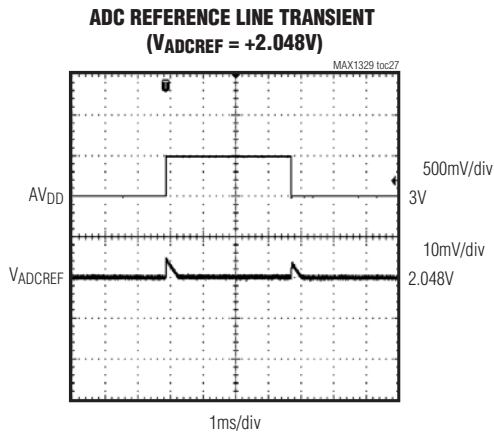 ADC REFERENCE LINE TRANSIENT
(VADCREF = +2.048V)
MAX1329 toc27
500mV/div
AVDD
3V
10mV/div
VADCREF
2.048V
1ms/div